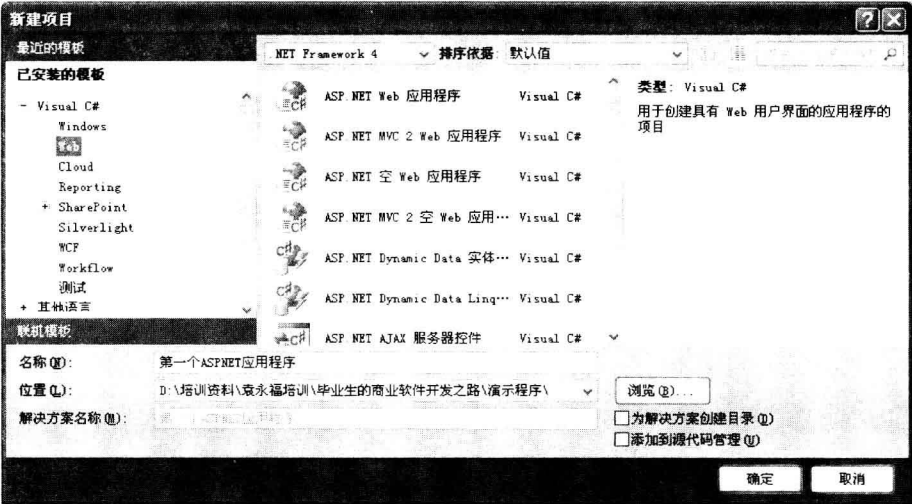 新建项目
最近的模板
.NET Framework 4 排序依据: 默认值
已安装的模板
- Visual C#
Windows
Web
Cloud
Reporting
+ SharePoint
Silverlight
WCF
Workflow
测试
+ 其他语言
联机模板
ASP.NET Web 应用程序 Visual C#
ASP.NET MVC 2 Web 应用程序 Visual C#
ASP.NET 空 Web 应用程序 Visual C#
ASP.NET MVC 2 空 Web 应用… Visual C#
ASP.NET Dynamic Data 实体… Visual C#
ASP.NET Dynamic Data Linq… Visual C#
ASP.NET AJAX 服务器控件 Visual C#
类型: Visual C#
用于创建具有 Web 用户界面的应用程序的
项目
名称(N): 第一个ASPNET应用程序
位置(L): D:\培训资料\袁永福培训\毕业生的商业软件开发之路\演示程序\
浏览(B)...
解决方案名称(M):
为解决方案创建目录(D)
添加到源代码管理(U)
确定 取消